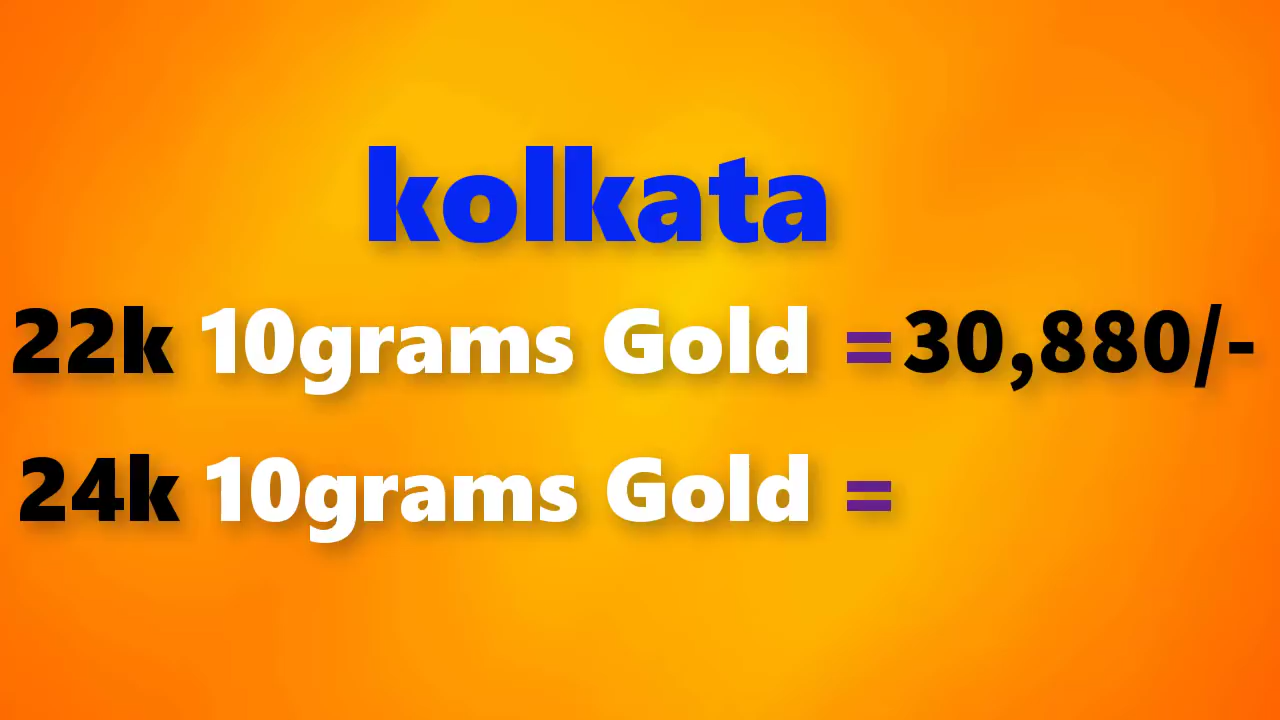 kolkata
22k 10grams Gold =30,880/-
24k 10grams Gold =